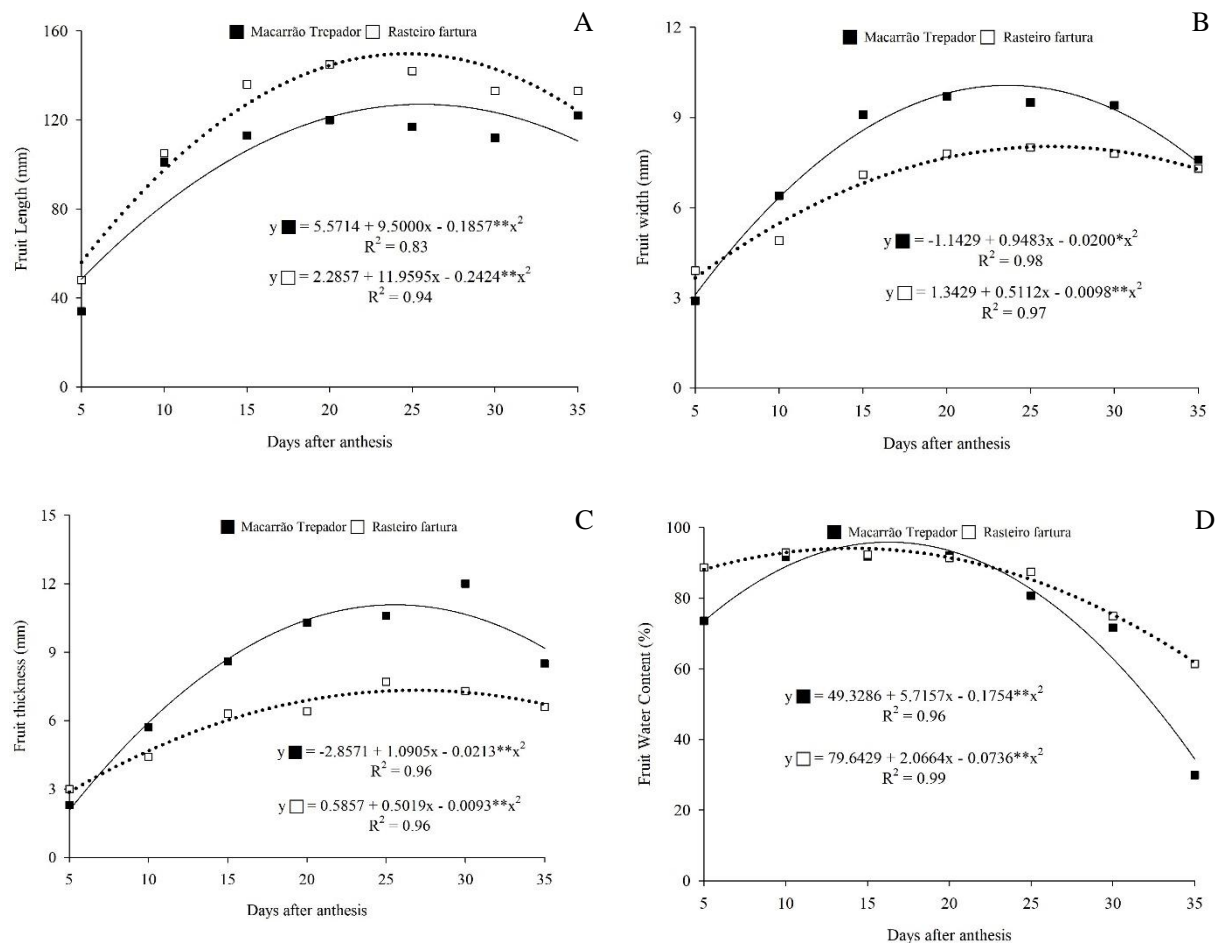 A
■ Macarrão Trepador □ Rasteiro fartura
160
120
80
40
0
Fruit Length (mm)
y ■ = 5.5714 + 9.5000x - 0.1857**x²
R² = 0.83
y □ = 2.2857 + 11.9595x - 0.2424**x²
R² = 0.94
5 10 15 20 25 30 35
Days after anthesis
B
■ Macarrão Trepador □ Rasteiro fartura
12
9
6
3
0
Fruit width (mm)
y ■ = -1.1429 + 0.9483x - 0.0200*x²
R² = 0.98
y □ = 1.3429 + 0.5112x - 0.0098**x²
R² = 0.97
5 10 15 20 25 30 35
Days after anthesis
C
■ Macarrão Trepador □ Rasteiro fartura
15
12
9
6
3
0
Fruit thickness (mm)
y ■ = -2.8571 + 1.0905x - 0.0213**x²
R² = 0.96
y □ = 0.5857 + 0.5019x - 0.0093**x²
R² = 0.96
5 10 15 20 25 30 35
Days after anthesis
D
■ Macarrão Trepador □ Rasteiro fartura
100
80
60
40
20
0
Fruit Water Content (%)
y ■ = 49.3286 + 5.7157x - 0.1754**x²
R² = 0.96
y □ = 79.6429 + 2.0664x - 0.0736**x²
R² = 0.99
5 10 15 20 25 30 35
Days after anthesis